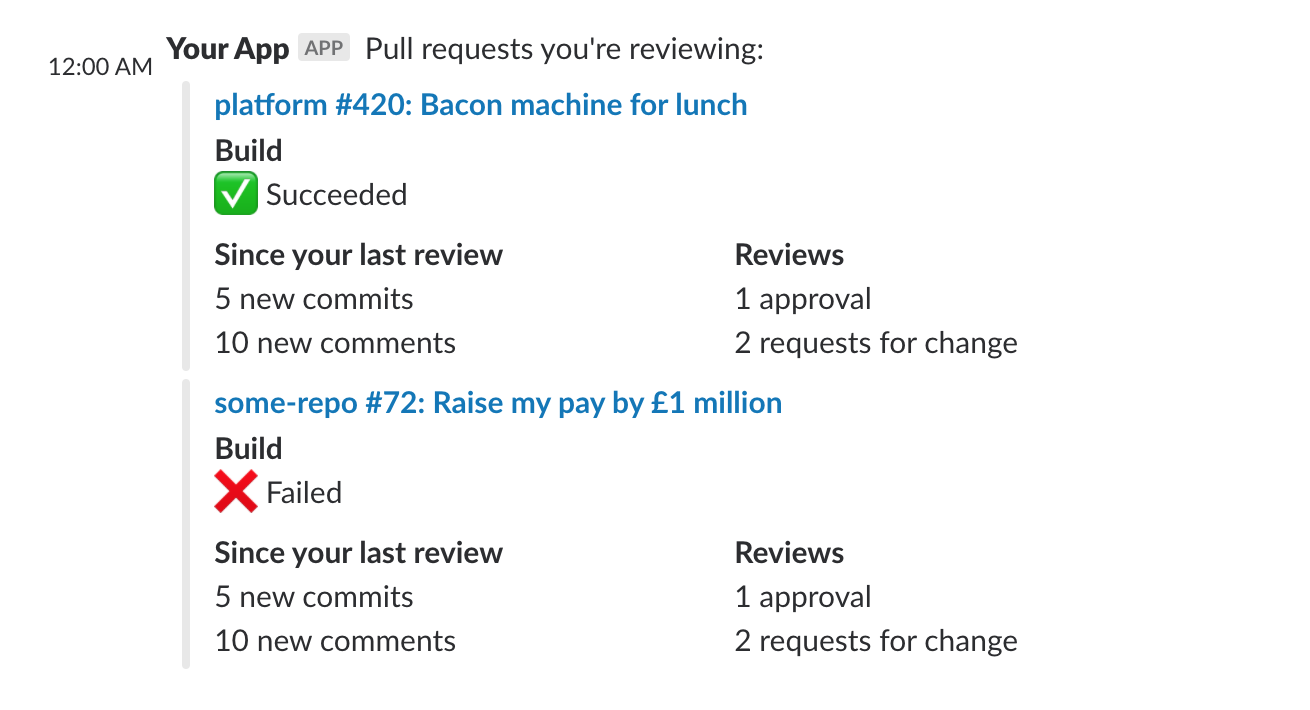 12:00 AM Your App APP Pull requests you're reviewing:
platform #420: Bacon machine for lunch
Build
✅ Succeeded
Since your last review Reviews
5 new commits 1 approval
10 new comments 2 requests for change
some-repo #72: Raise my pay by £1 million
Build
❌ Failed
Since your last review Reviews
5 new commits 1 approval
10 new comments 2 requests for change